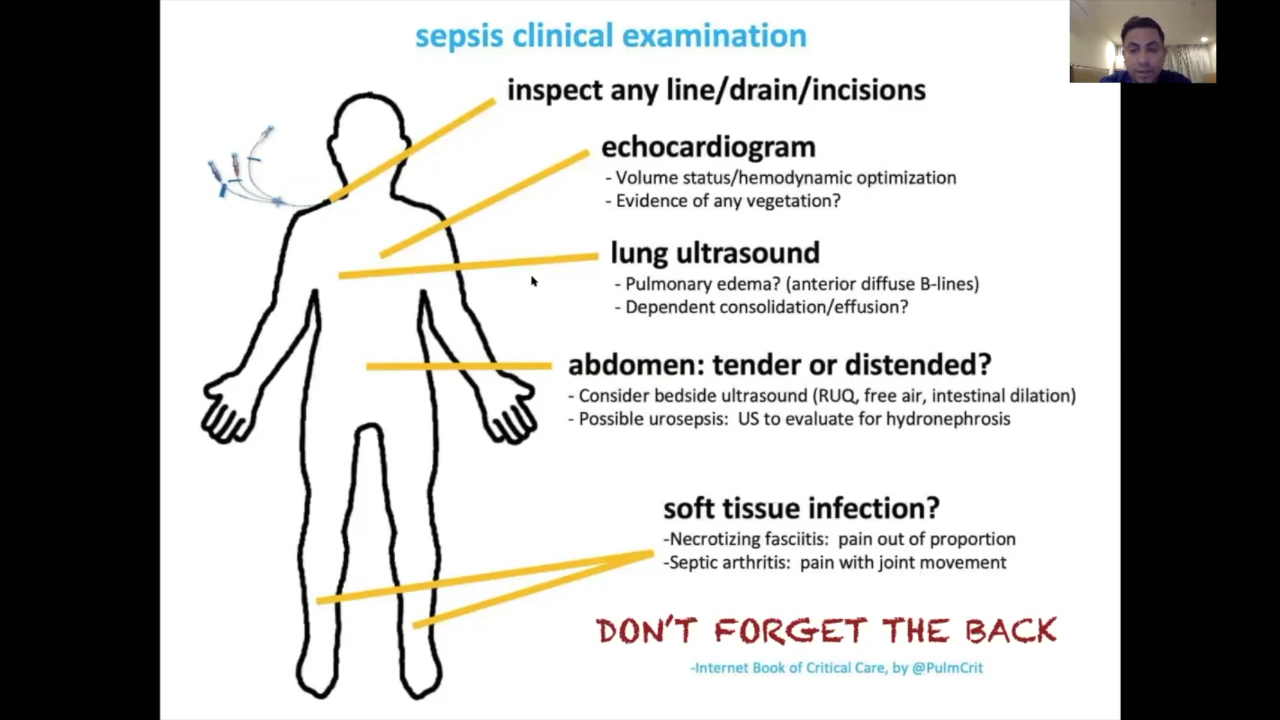 sepsis clinical examination
inspect any line/drain/incisions
echocardiogram
- Volume status/hemodynamic optimization
- Evidence of any vegetation?
lung ultrasound
- Pulmonary edema? (anterior diffuse B-lines)
- Dependent consolidation/effusion?
abdomen: tender or distended?
- Consider bedside ultrasound (RUQ, free air, intestinal dilation)
- Possible urosepsis: US to evaluate for hydronephrosis
soft tissue infection?
-Necrotizing fasciitis: pain out of proportion
-Septic arthritis: pain with joint movement
DON'T FORGET THE BACK
-Internet Book of Critical Care, by @PulmCrit